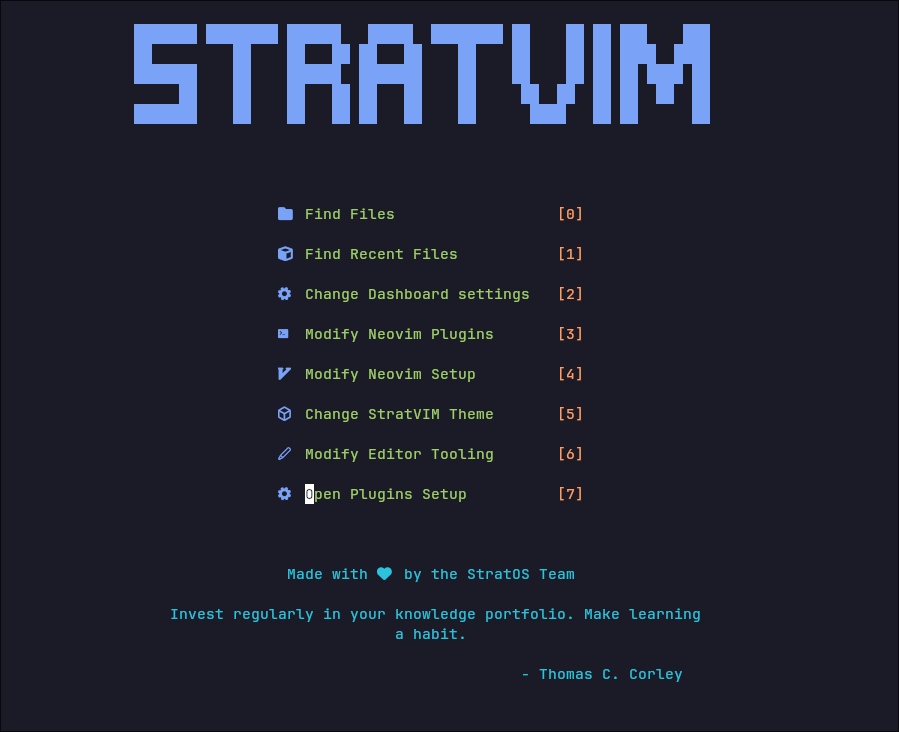 STRATVIM
Find Files [0]
Find Recent Files [1]
Change Dashboard settings [2]
Modify Neovim Plugins [3]
Modify Neovim Setup [4]
Change StratVIM Theme [5]
Modify Editor Tooling [6]
Open Plugins Setup [7]
Made with ♥ by the StratOS Team
Invest regularly in your knowledge portfolio. Make learning
a habit.
- Thomas C. Corley